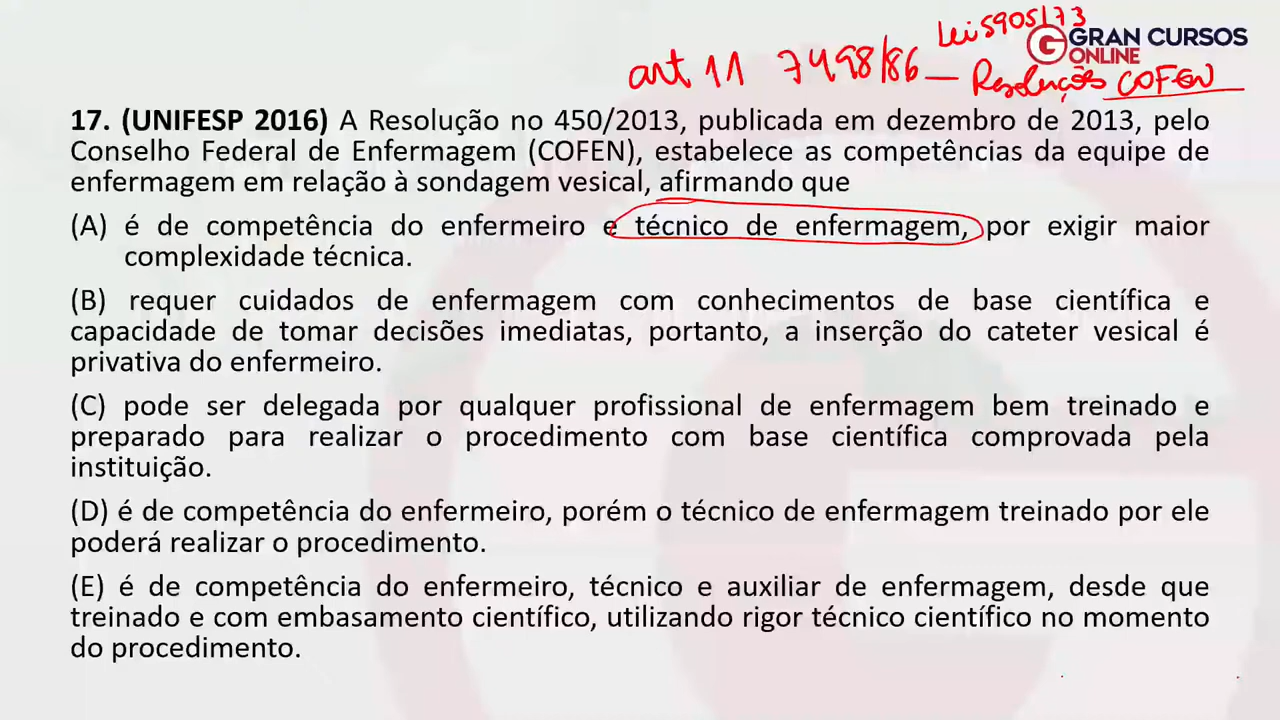 Lei 5905/73
GRAN CURSOS
ONLINE
art 11 7498/86 — Resoluções COFEN
17. (UNIFESP 2016) A Resolução no 450/2013, publicada em dezembro de 2013, pelo
Conselho Federal de Enfermagem (COFEN), estabelece as competências da equipe de
enfermagem em relação à sondagem vesical, afirmando que
(A) é de competência do enfermeiro e técnico de enfermagem, por exigir maior
complexidade técnica.
(B) requer cuidados de enfermagem com conhecimentos de base científica e
capacidade de tomar decisões imediatas, portanto, a inserção do cateter vesical é
privativa do enfermeiro.
(C) pode ser delegada por qualquer profissional de enfermagem bem treinado e
preparado para realizar o procedimento com base científica comprovada pela
instituição.
(D) é de competência do enfermeiro, porém o técnico de enfermagem treinado por ele
poderá realizar o procedimento.
(E) é de competência do enfermeiro, técnico e auxiliar de enfermagem, desde que
treinado e com embasamento científico, utilizando rigor técnico científico no momento
do procedimento.